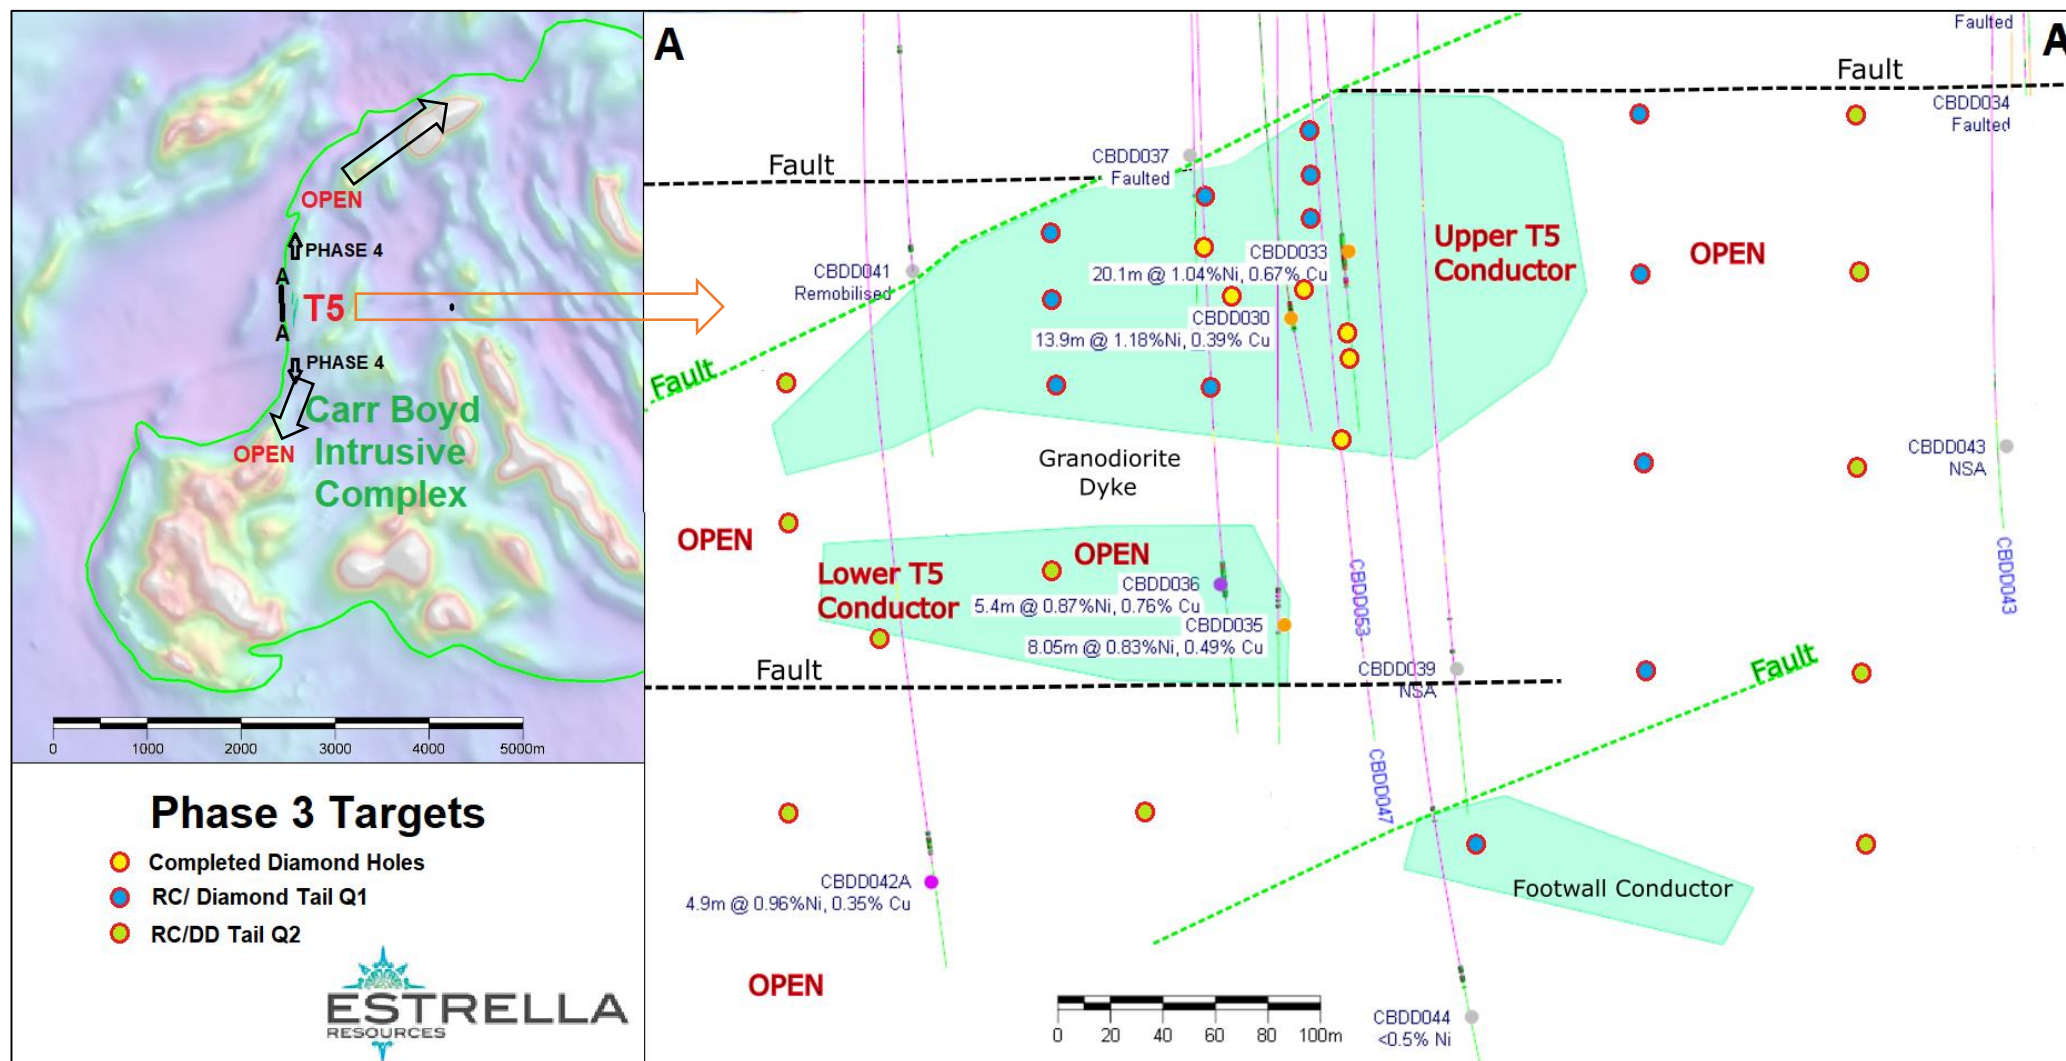 OPEN
PHASE 4
A
T5
A
PHASE 4
OPEN
Carr Boyd
Intrusive
Complex
0 1000 2000 3000 4000 5000m
Phase 3 Targets
Completed Diamond Holes
RC/ Diamond Tail Q1
RC/DD Tail Q2
ESTRELLA
RESOURCES
A
A
Faulted
Fault
CBDD034
Faulted
Fault
CBDD037
Faulted
CBDD041
Remobilised
CBDD033
20.1m @ 1.04%Ni, 0.67% Cu
Upper T5
Conductor
OPEN
CBDD030
13.9m @ 1.18%Ni, 0.39% Cu
Fault
Granodiorite
Dyke
CBDD043
NSA
OPEN
OPEN
Lower T5
Conductor
CBDD036
5.4m @ 0.87%Ni, 0.76% Cu
CBDD035
8.05m @ 0.83%Ni, 0.49% Cu
CBDD053
CBDD043
Fault
CBDD039
NSA
Fault
CBDD047
CBDD042A
4.9m @ 0.96%Ni, 0.35% Cu
Footwall Conductor
OPEN
0 20 40 60 80 100m
CBDD044
<0.5% Ni